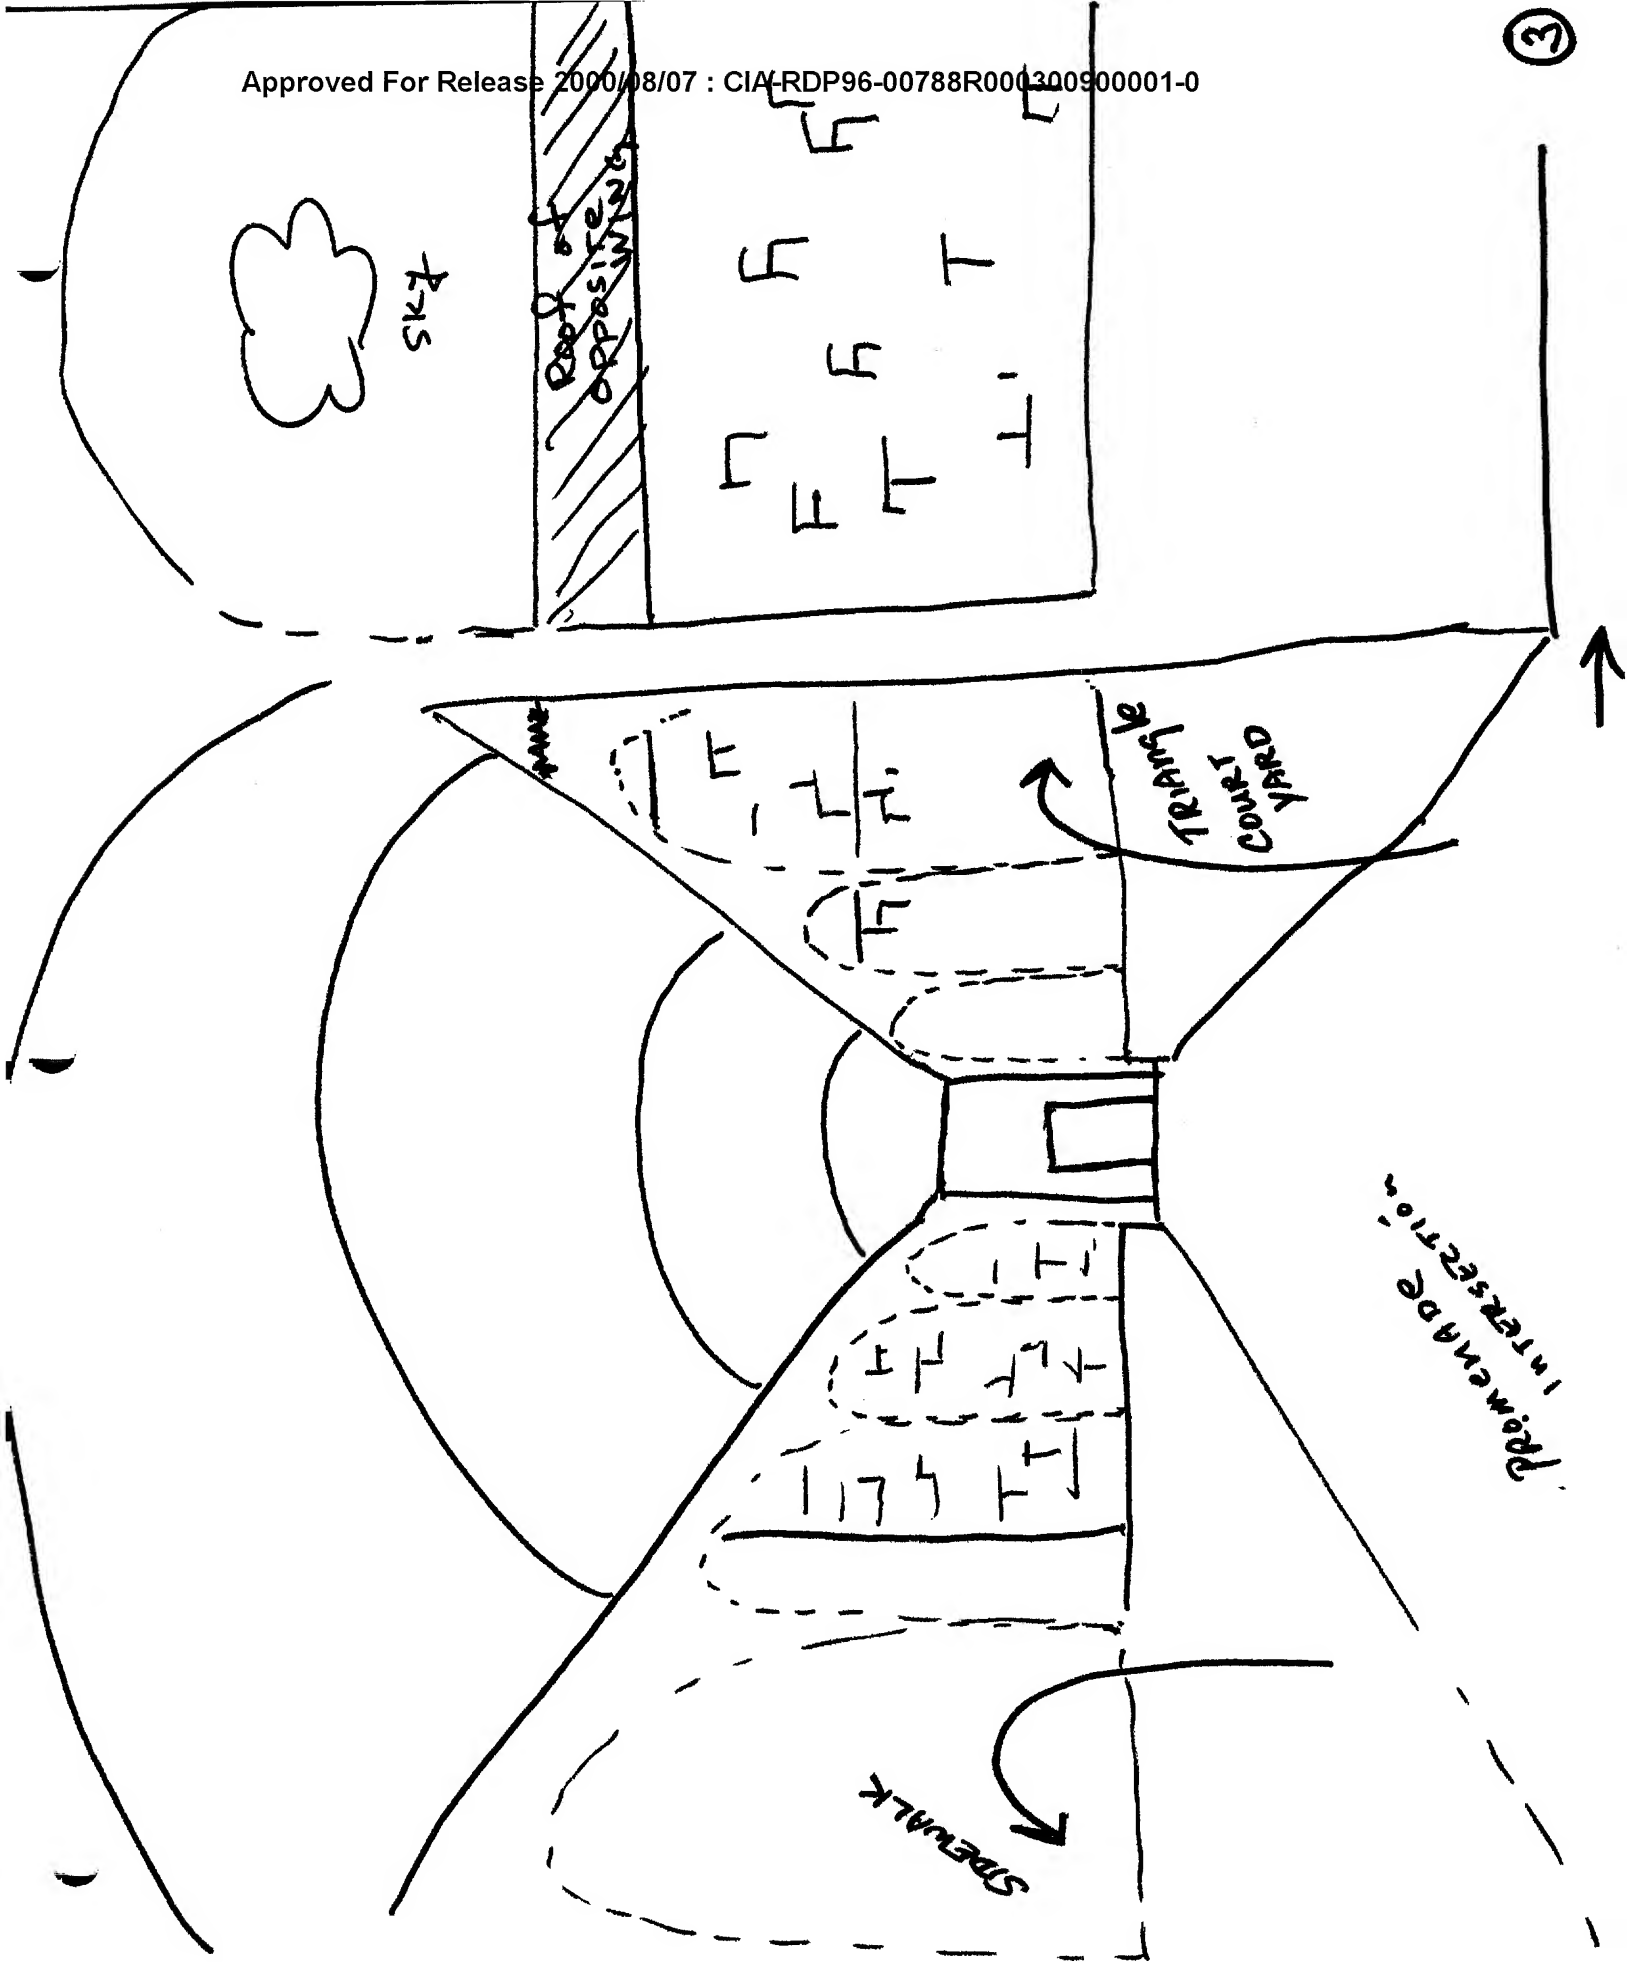 3
Approved For Release 2000/08/07 : CIA-RDP96-00788R000300900001-0
SKY
Roof of
opposite
WING
TRIANgle
COURT
YARD
PROMENADE
INTERSECTION
SIDEWALK